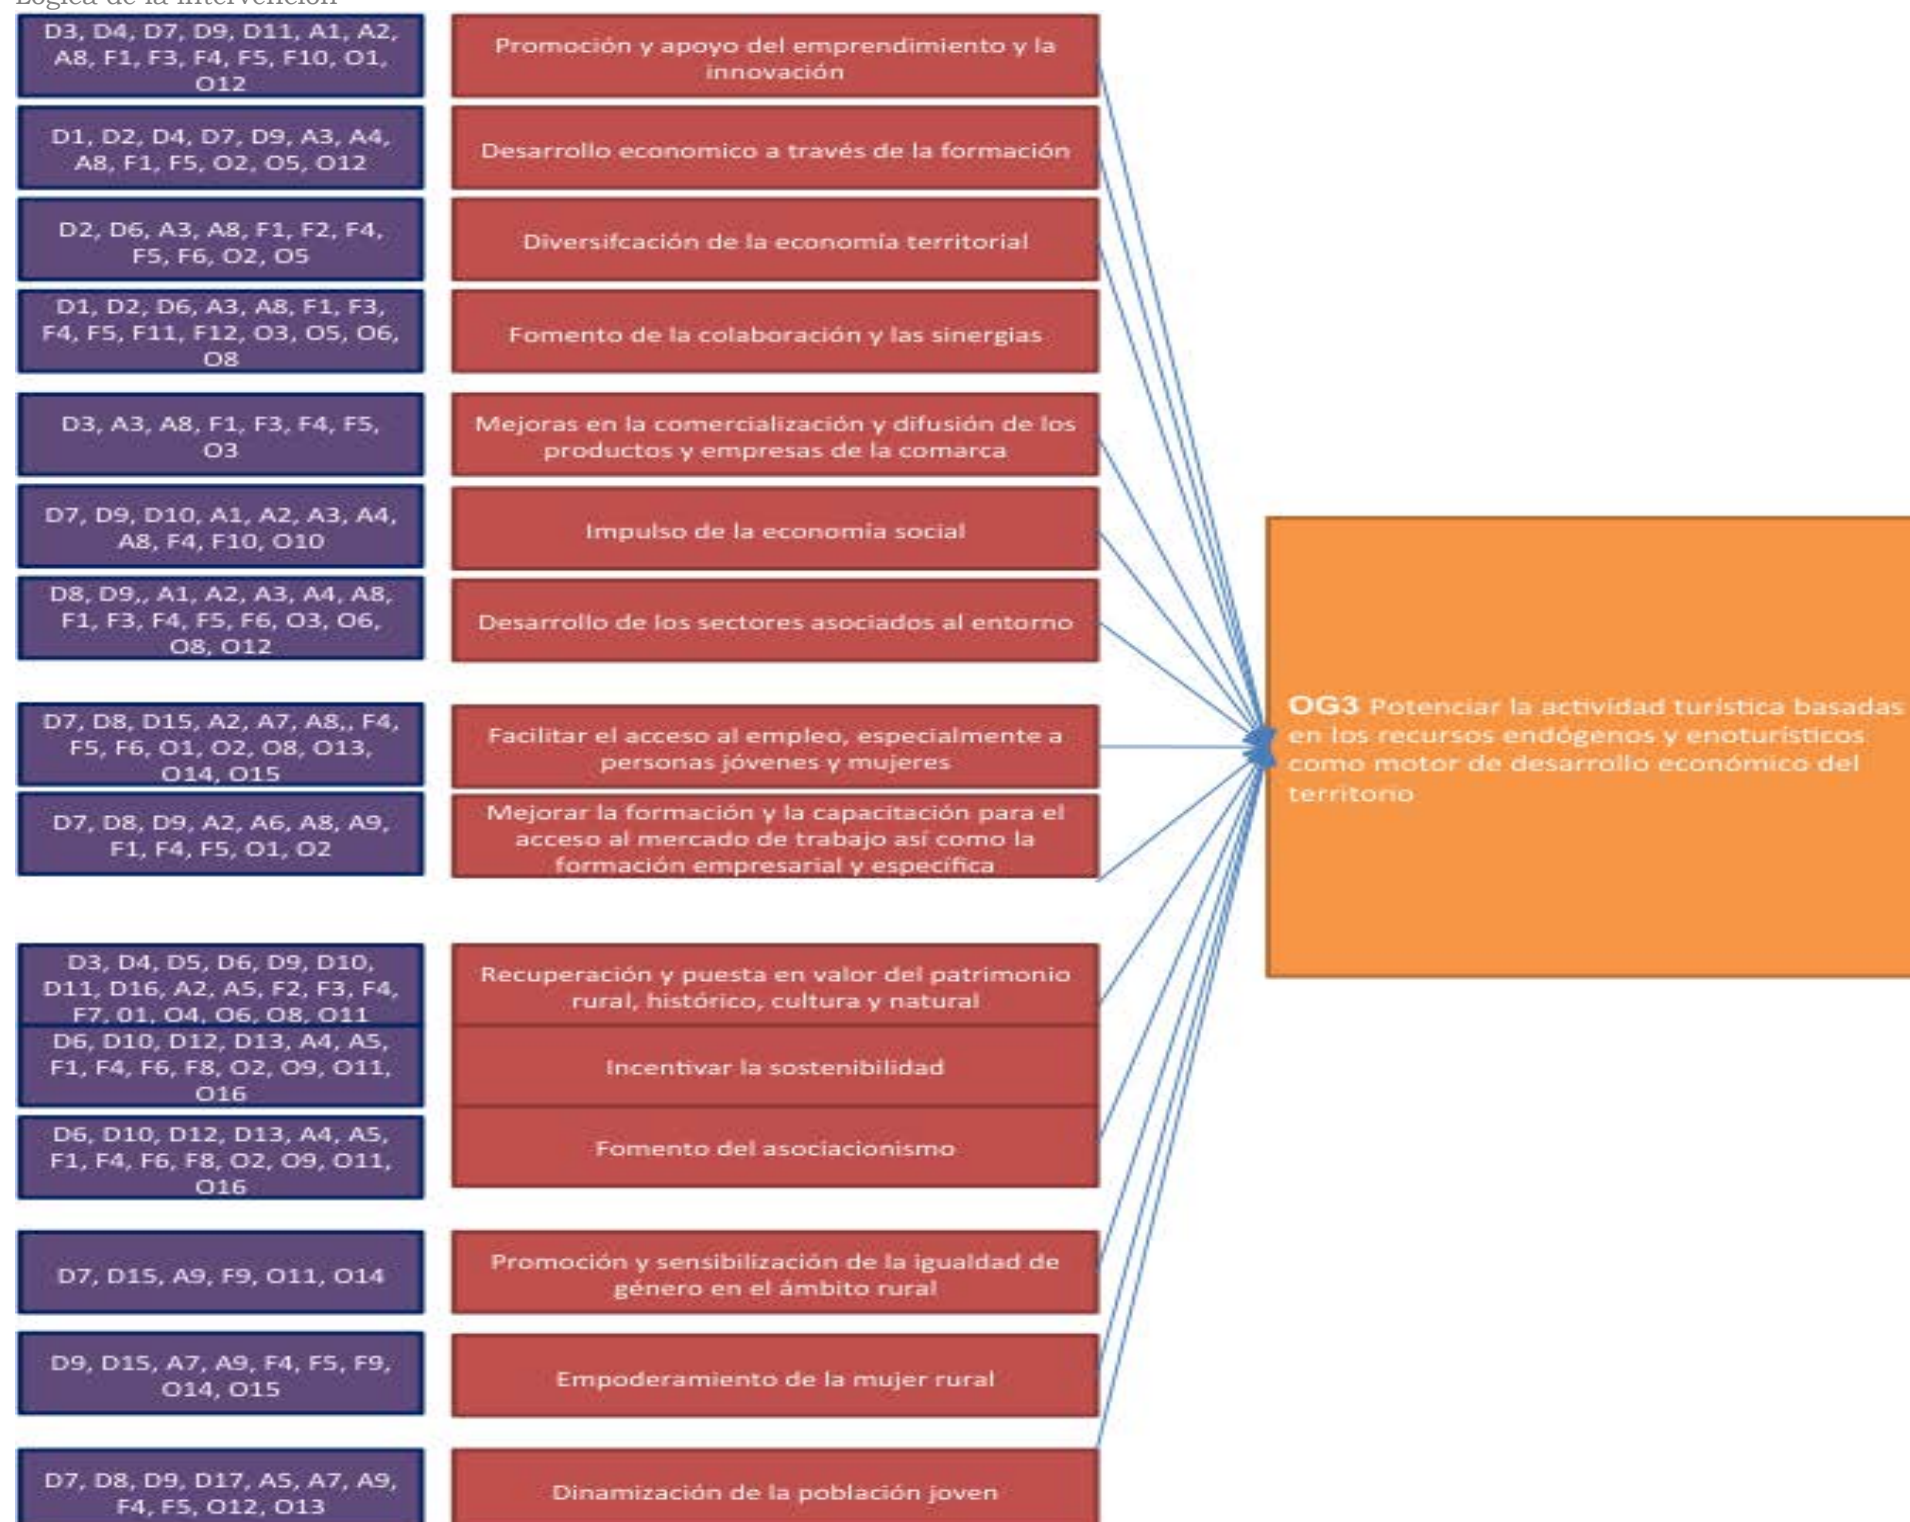 Lógica de la intervención
D3, D4, D7, D9, D11, A1, A2,
A8, F1, F3, F4, F5, F10, O1,
O12
Promoción y apoyo del emprendimiento y la
innovación
D1, D2, D4, D7, D9, A3, A4,
A8, F1, F5, O2, O5, O12
Desarrollo economico a través de la formación
D2, D6, A3, A8, F1, F2, F4,
F5, F6, O2, O5
Diversifcación de la economía territorial
D1, D2, D6, A3, A8, F1, F3,
F4, F5, F11, F12, O3, O5, O6,
O8
Fomento de la colaboración y las sinergias
D3, A3, A8, F1, F3, F4, F5,
O3
Mejoras en la comercialización y difusión de los
productos y empresas de la comarca
D7, D9, D10, A1, A2, A3, A4,
A8, F4, F10, O10
Impulso de la economía social
D8, D9,, A1, A2, A3, A4, A8,
F1, F3, F4, F5, F6, O3, O6,
O8, O12
Desarrollo de los sectores asociados al entorno
D7, D8, D15, A2, A7, A8,, F4,
F5, F6, O1, O2, O8, O13,
O14, O15
Facilitar el acceso al empleo, especialmente a
personas jóvenes y mujeres
D7, D8, D9, A2, A6, A8, A9,
F1, F4, F5, O1, O2
Mejorar la formación y la capacitación para el
acceso al mercado de trabajo así como la
formación empresarial y específica
D3, D4, D5, D6, D9, D10,
D11, D16, A2, A5, F2, F3, F4,
F7, 01, O4, O6, O8, O11
Recuperación y puesta en valor del patrimonio
rural, histórico, cultura y natural
D6, D10, D12, D13, A4, A5,
F1, F4, F6, F8, O2, O9, O11,
O16
Incentivar la sostenibilidad
D6, D10, D12, D13, A4, A5,
F1, F4, F6, F8, O2, O9, O11,
O16
Fomento del asociacionismo
D7, D15, A9, F9, O11, O14
Promoción y sensibilización de la igualdad de
género en el ámbito rural
D9, D15, A7, A9, F4, F5, F9,
O14, O15
Empoderamiento de la mujer rural
D7, D8, D9, D17, A5, A7, A9,
F4, F5, O12, O13
Dinamización de la población joven
OG3 Potenciar la actividad turística basadas
en los recursos endógenos y enoturísticos
como motor de desarrollo económico del
territorio